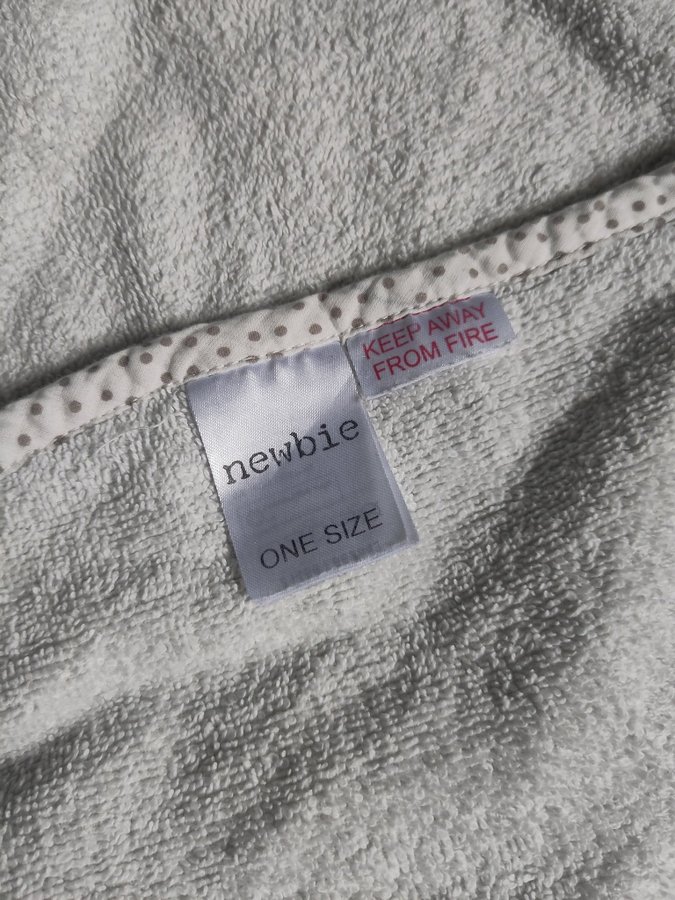 KEEP AWAY
FROM FIRE
newbie
ONE SIZE